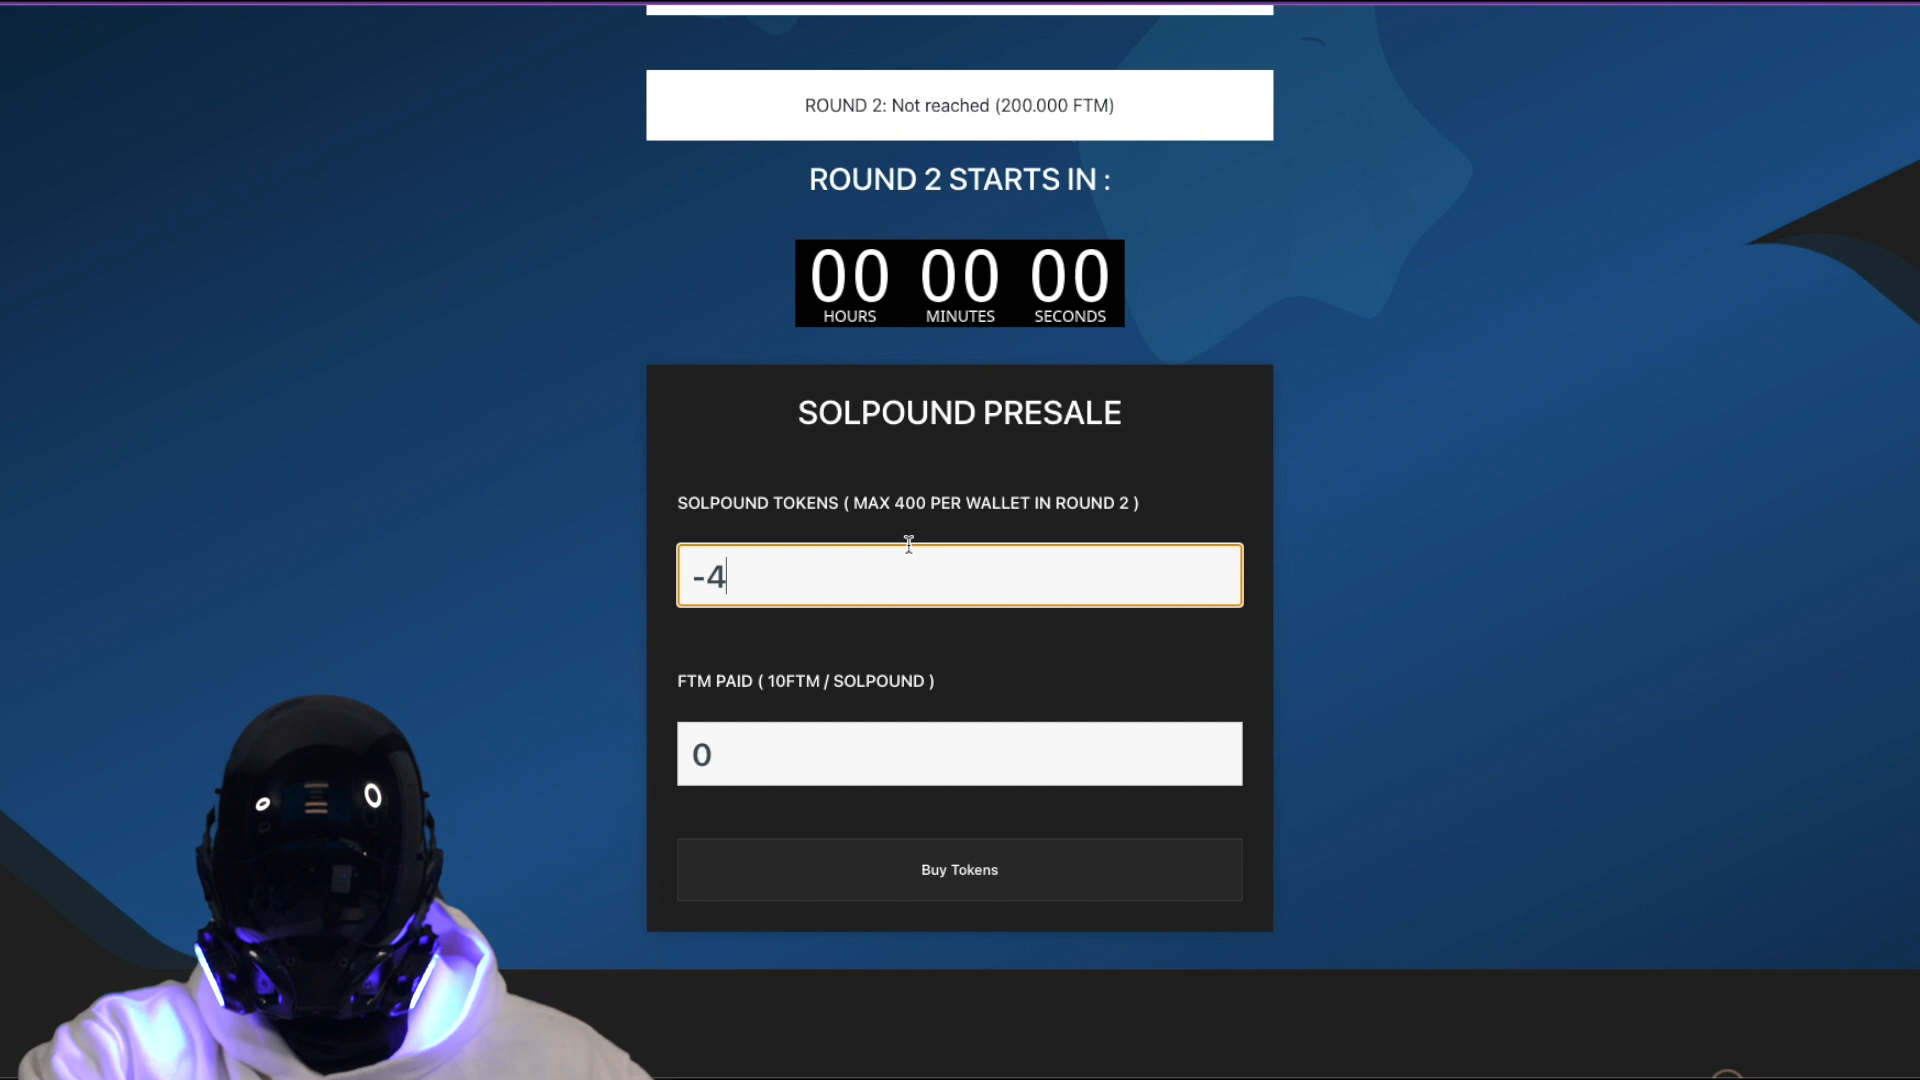 ROUND 2: Not reached (200.000 FTM)
ROUND 2 STARTS IN :
00 00 00
HOURS MINUTES SECONDS
SOLPOUND PRESALE
SOLPOUND TOKENS ( MAX 400 PER WALLET IN ROUND 2 )
-4
FTM PAID ( 10FTM / SOLPOUND )
0
Buy Tokens